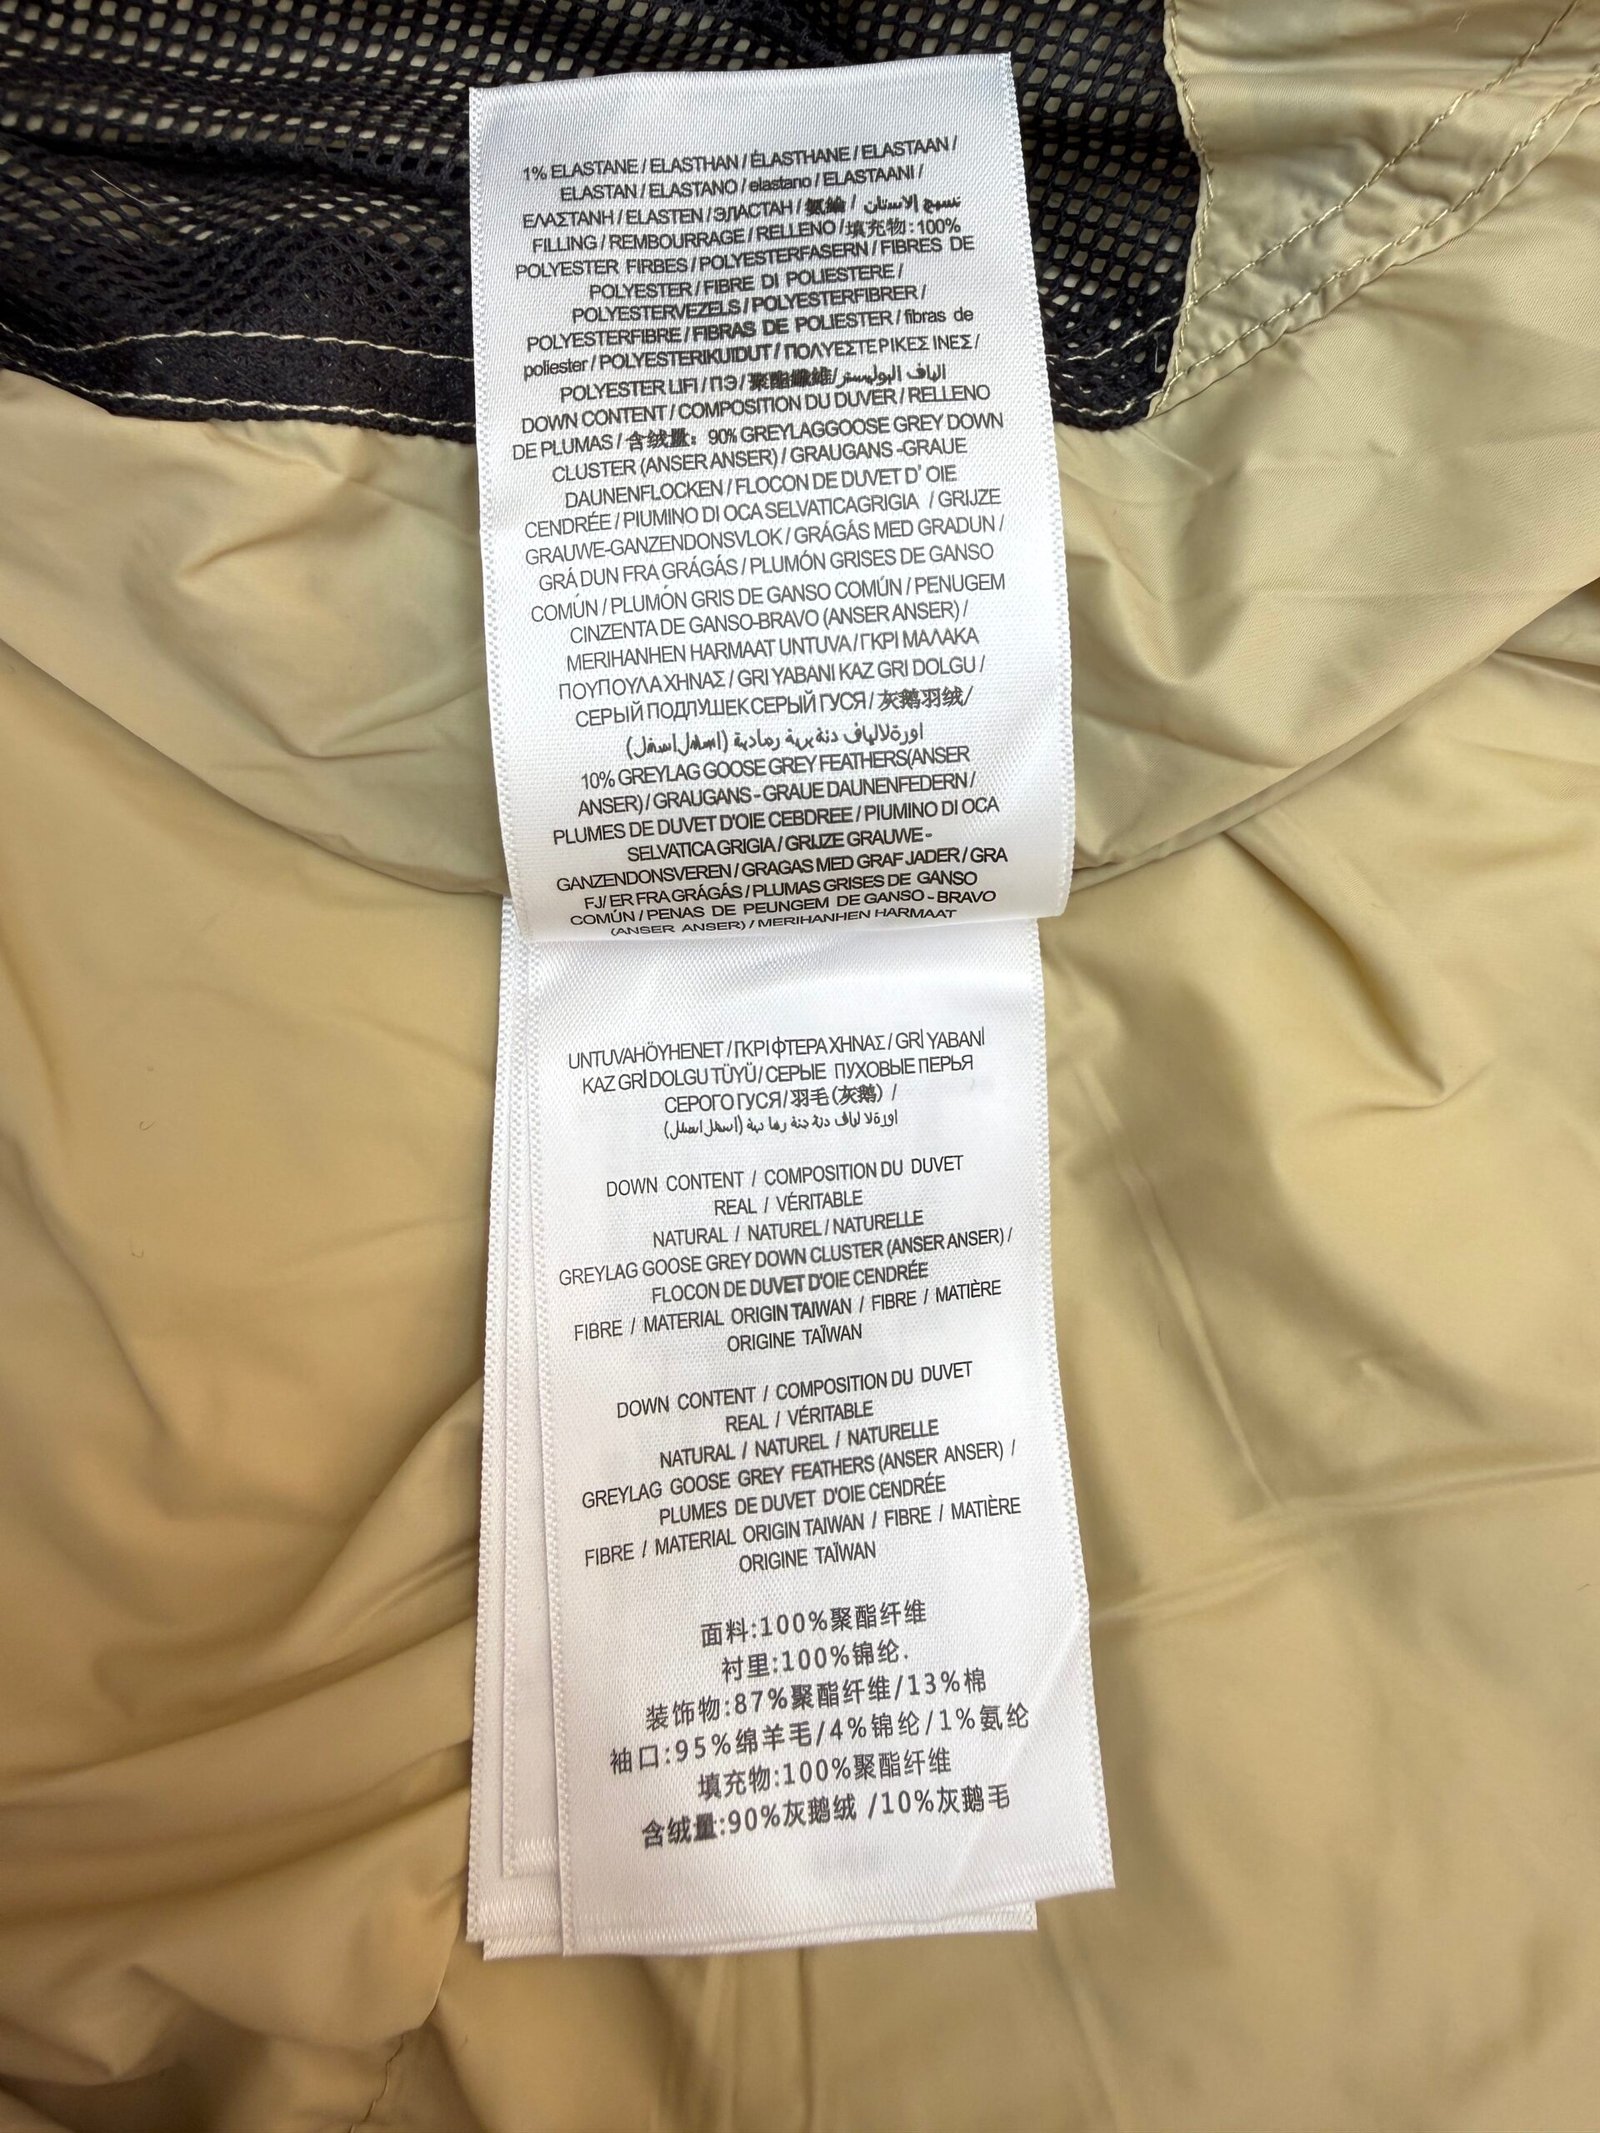 1% ELASTANE / ELASTHAN / ÉLASTHANE / ELASTAAN /
ELASTAN / ELASTANO / elastano / ELASTAANI /
ΕΛΑΣΤΑΝΗ / ELASTEN / ЭЛАСТАН / 氨纶 / نسيج الاستان
FILLING / REMBOURRAGE / RELLENO / 填充物 : 100%
POLYESTER FIRBES / POLYESTERFASERN / FIBRES DE
POLYESTER / FIBRE DI POLIESTERE /
POLYESTERVEZELS / POLYESTERFIBRER /
POLYESTERFIBRE / FIBRAS DE POLIESTER / fibras de
poliester / POLYESTERIKUIDUT / ΠΟΛΥΕΣΤΕΡΙΚΕΣ ΙΝΕΣ /
POLYESTER LIFI / ПЭ / 聚酯纖維 / الياف البوليستر
DOWN CONTENT / COMPOSITION DU DUVER / RELLENO
DE PLUMAS / 含绒量: 90% GREYLAGGOOSE GREY DOWN
CLUSTER (ANSER ANSER) / GRAUGANS -GRAUE
DAUNENFLOCKEN / FLOCON DE DUVET D' OIE
CENDRÉE / PIUMINO DI OCA SELVATICAGRIGIA / GRIJZE
GRAUWE-GANZENDONSVLOK / GRÁGÁS MED GRADUN /
GRÁ DUN FRA GRÁGÁS / PLUMÓN GRISES DE GANSO
COMÚN / PLUMÓN GRIS DE GANSO COMÚN / PENUGEM
CINZENTA DE GANSO-BRAVO (ANSER ANSER) /
MERIHANHEN HARMAAT UNTUVA / ΓΚΡΙ ΜΑΛΑΚΑ
ΠΟΥΠΟΥΛΑ ΧΗΝΑΣ / GRI YABANI KAZ GRI DOLGU /
СЕРЫЙ ПОДПУШЕК СЕРЫЙ ГУСЯ / 灰鹅羽绒/
10% GREYLAG GOOSE GREY FEATHERS(ANSER
ANSER) / GRAUGANS - GRAUE DAUNENFEDERN /
PLUMES DE DUVET D'OIE CEBDREE / PIUMINO DI OCA
SELVATICA GRIGIA / GRIJZE GRAUWE -
GANZENDONSVEREN / GRAGAS MED GRAF JADER / GRA
FJ/ ER FRA GRÁGÁS / PLUMAS GRISES DE GANSO
COMÚN / PENAS DE PEUNGEM DE GANSO - BRAVO
(ANSER ANSER) / MERIHANHEN HARMAAT
UNTUVAHÖYHENET / ΓΚΡΙ ΦΤΕΡΑ ΧΗΝΑΣ / GRİ YABANİ
KAZ GRİ DOLGU TÜYÜ / СЕРЫЕ ПУХОВЫЕ ПЕРЬЯ
СЕРОГО ГУСЯ / 羽毛 (灰鹅) /
DOWN CONTENT / COMPOSITION DU DUVET
REAL / VÉRITABLE
NATURAL / NATUREL / NATURELLE
GREYLAG GOOSE GREY DOWN CLUSTER (ANSER ANSER) /
FLOCON DE DUVET D'OIE CENDRÉE
FIBRE / MATERIAL ORIGIN TAIWAN / FIBRE / MATIÈRE
ORIGINE TAÏWAN
DOWN CONTENT / COMPOSITION DU DUVET
REAL / VÉRITABLE
NATURAL / NATUREL / NATURELLE
GREYLAG GOOSE GREY FEATHERS (ANSER ANSER) /
PLUMES DE DUVET D'OIE CENDRÉE
FIBRE / MATERIAL ORIGIN TAIWAN / FIBRE / MATIÈRE
ORIGINE TAÏWAN
面料:100%聚酯纤维
衬里:100%锦纶.
装饰物:87%聚酯纤维/13%棉
袖口:95%绵羊毛/4%锦纶/1%氨纶
填充物:100%聚酯纤维
含绒量:90%灰鹅绒 /10%灰鹅毛